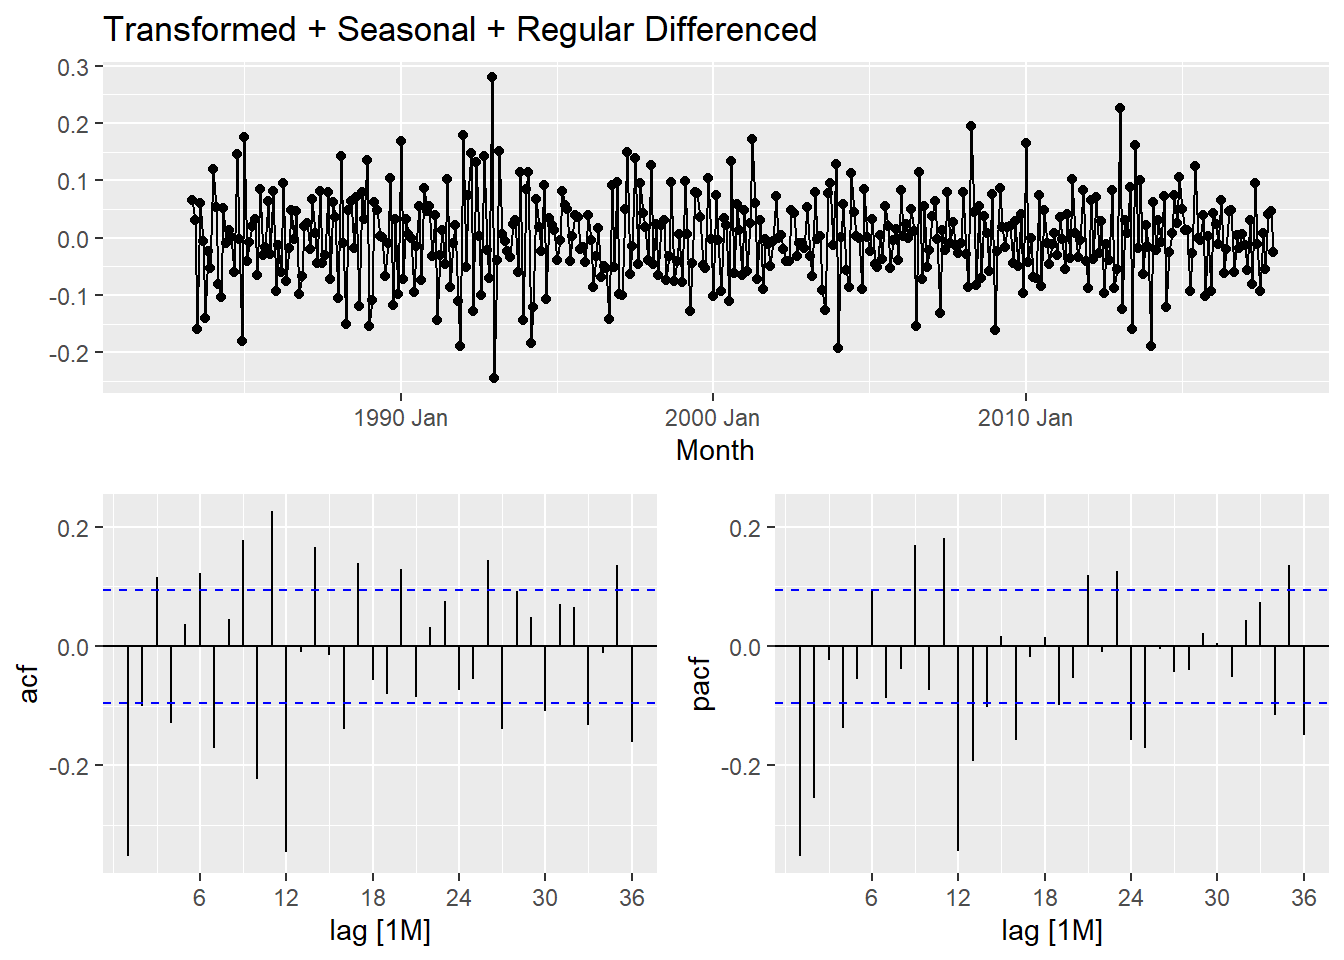 Transformed + Seasonal + Regular Differenced
0.3
0.2
0.1
0.0
-0.1
-0.2
1990 Jan 2000 Jan 2010 Jan
Month
acf
0.2
0.0
-0.2
6 12 18 24 30 36
lag [1M]
pacf
0.2
0.0
-0.2
6 12 18 24 30 36
lag [1M]